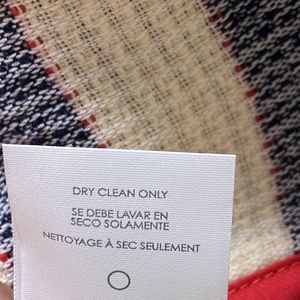 DRY CLEAN ONLY
SE DEBE LAVAR EN
SECO SOLAMENTE
NETTOYAGE À SEC SEULEMENT